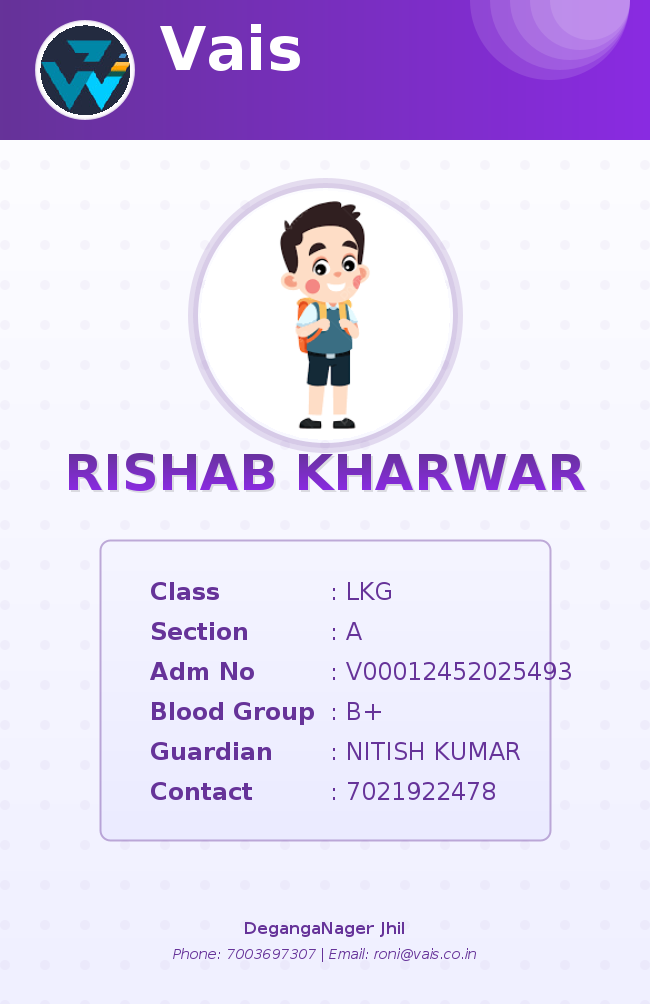 Vais
RISHAB KHARWAR
Class : LKG
Section : A
Adm No : V00012452025493
Blood Group : B+
Guardian : NITISH KUMAR
Contact : 7021922478
DegangaNager Jhil
Phone: 7003697307 | Email: roni@vais.co.in